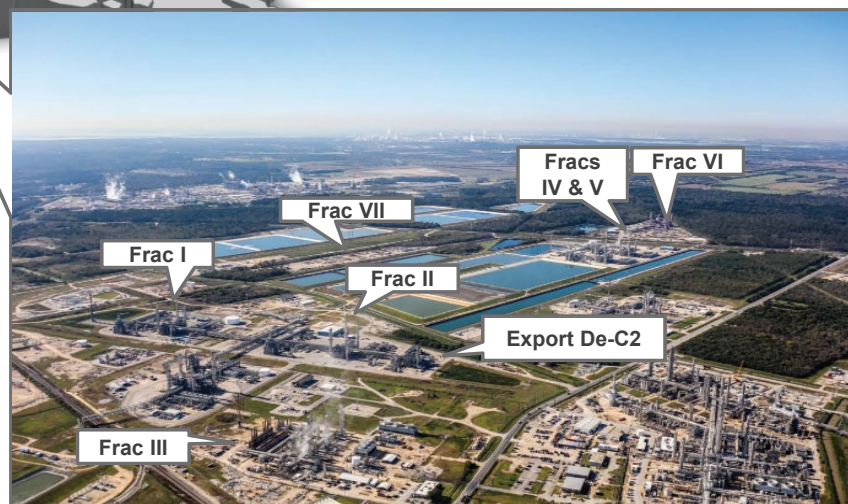 Fracs
IV & V
Frac VI
Frac VII
Frac I
Frac II
Export De-C2
Frac III